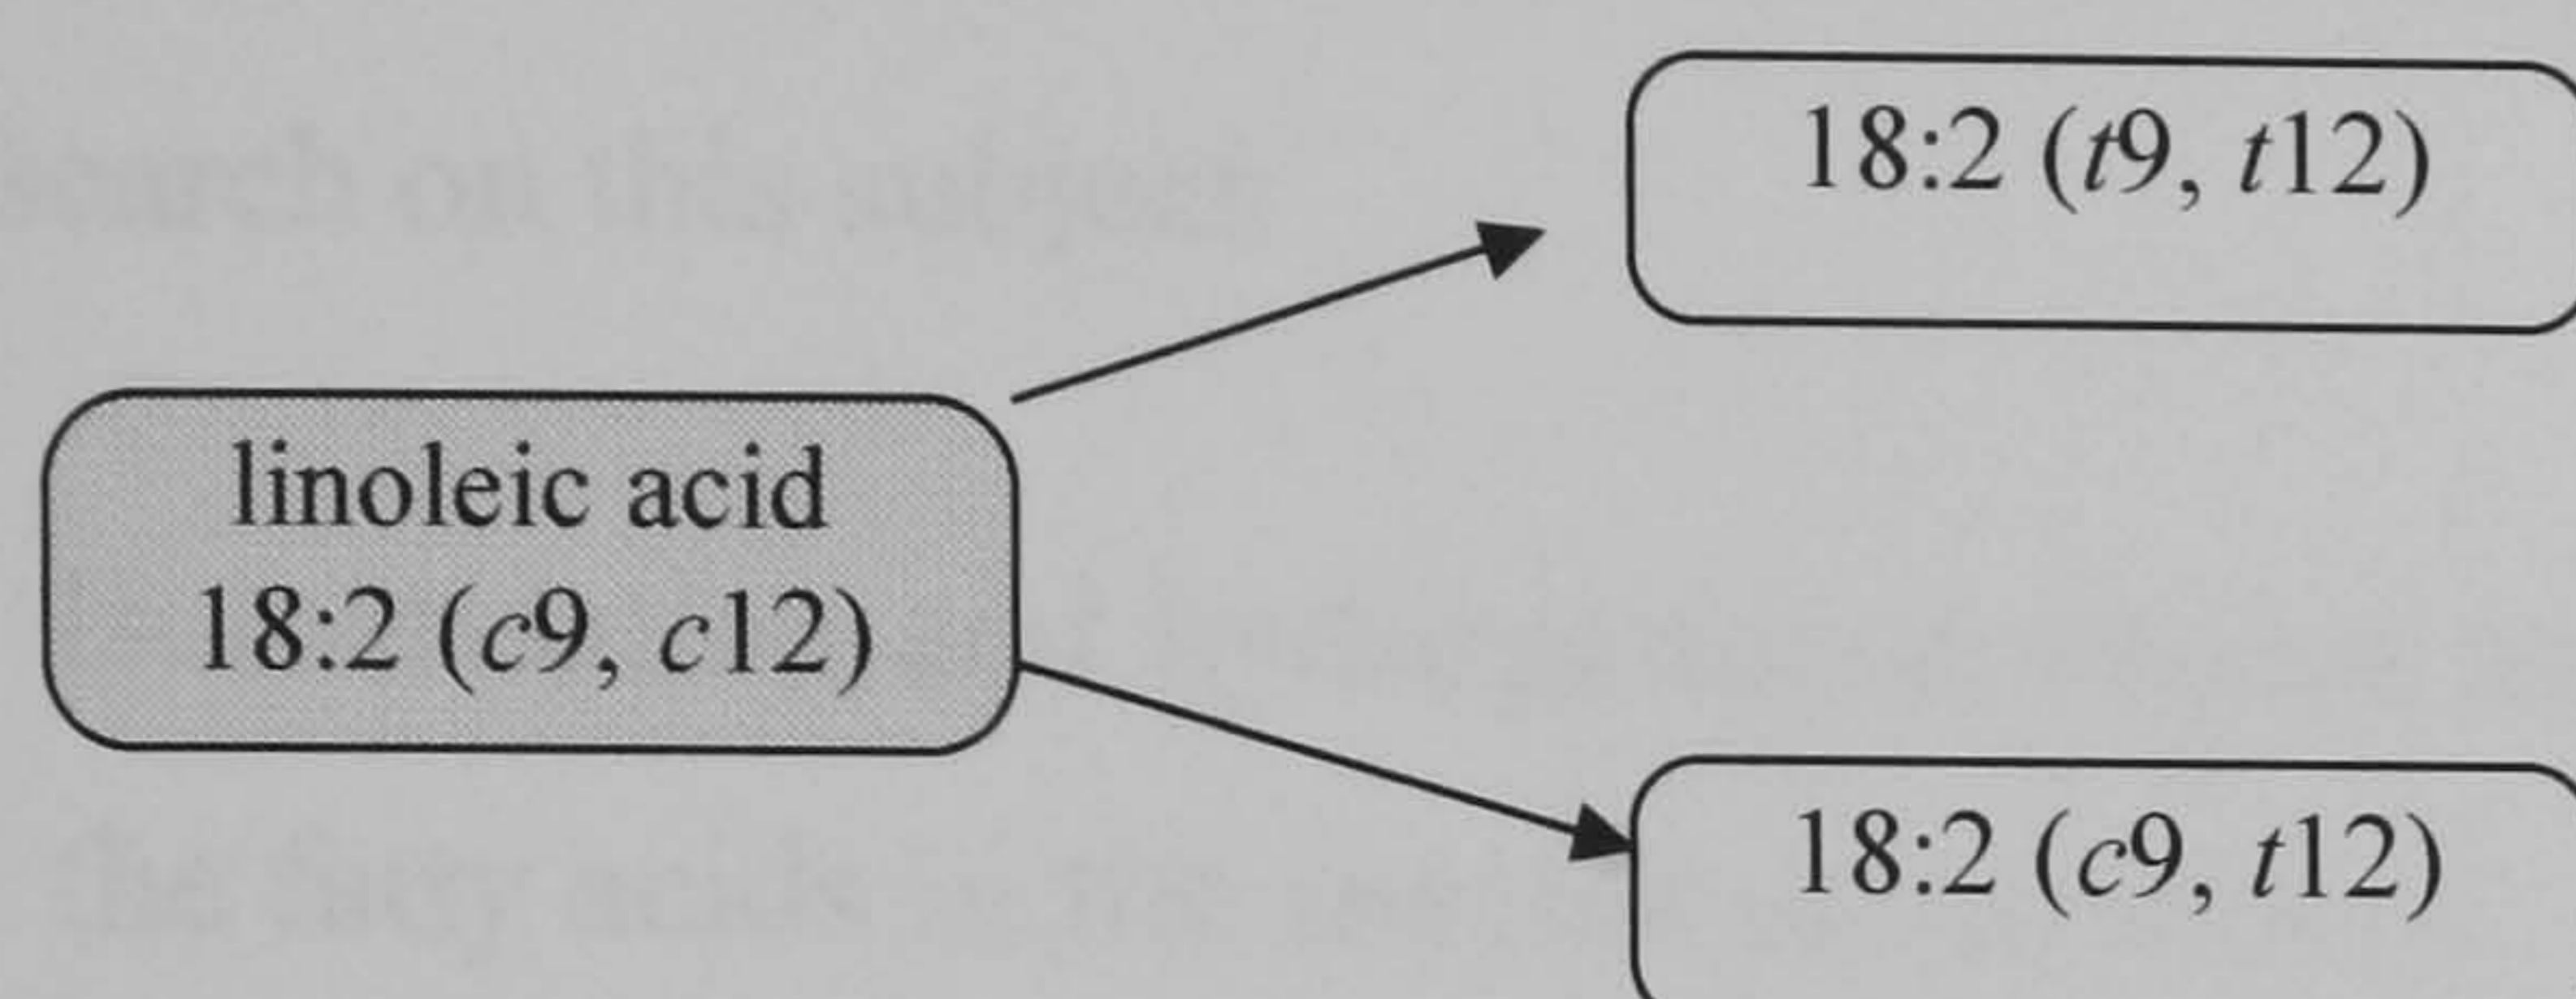 18:2 (t9, t12)
linoleic acid
18:2 (c9, c12)
18:2 (c9, t12)